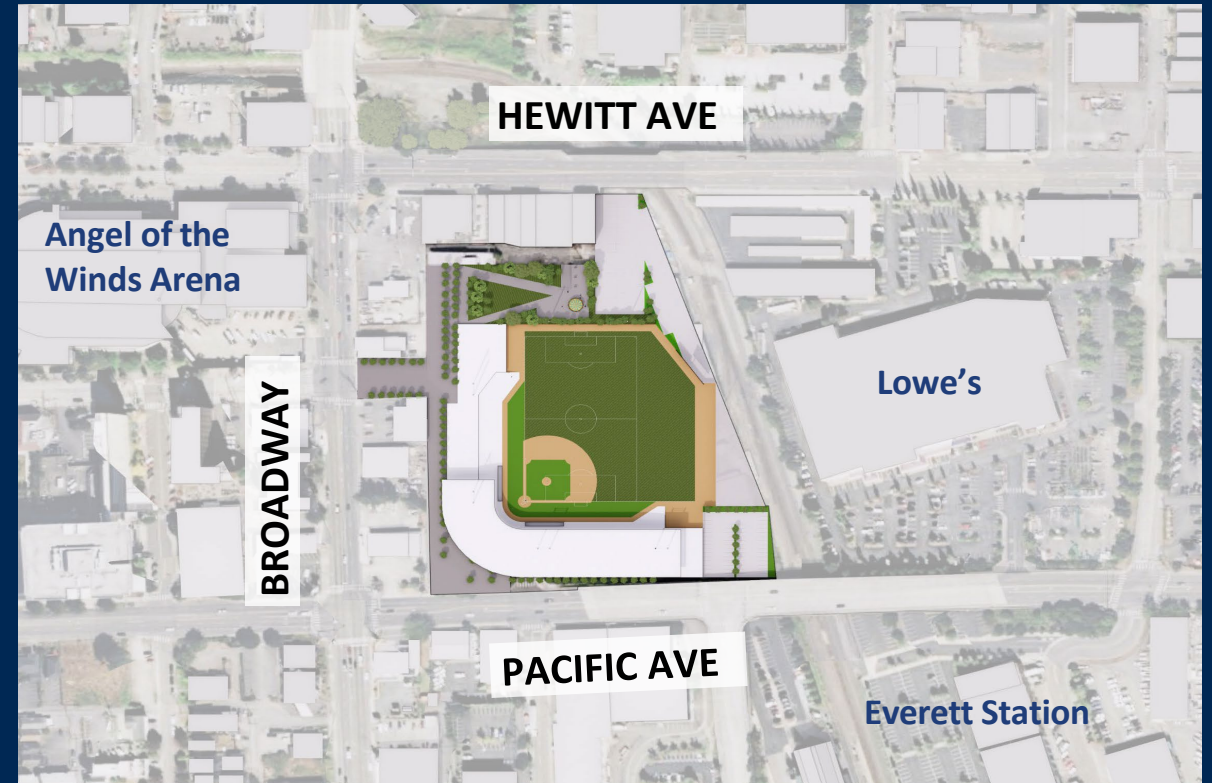 HEWITT AVE
Angel of the
Winds Arena
Lowe's
BROADWAY
PACIFIC AVE
Everett Station